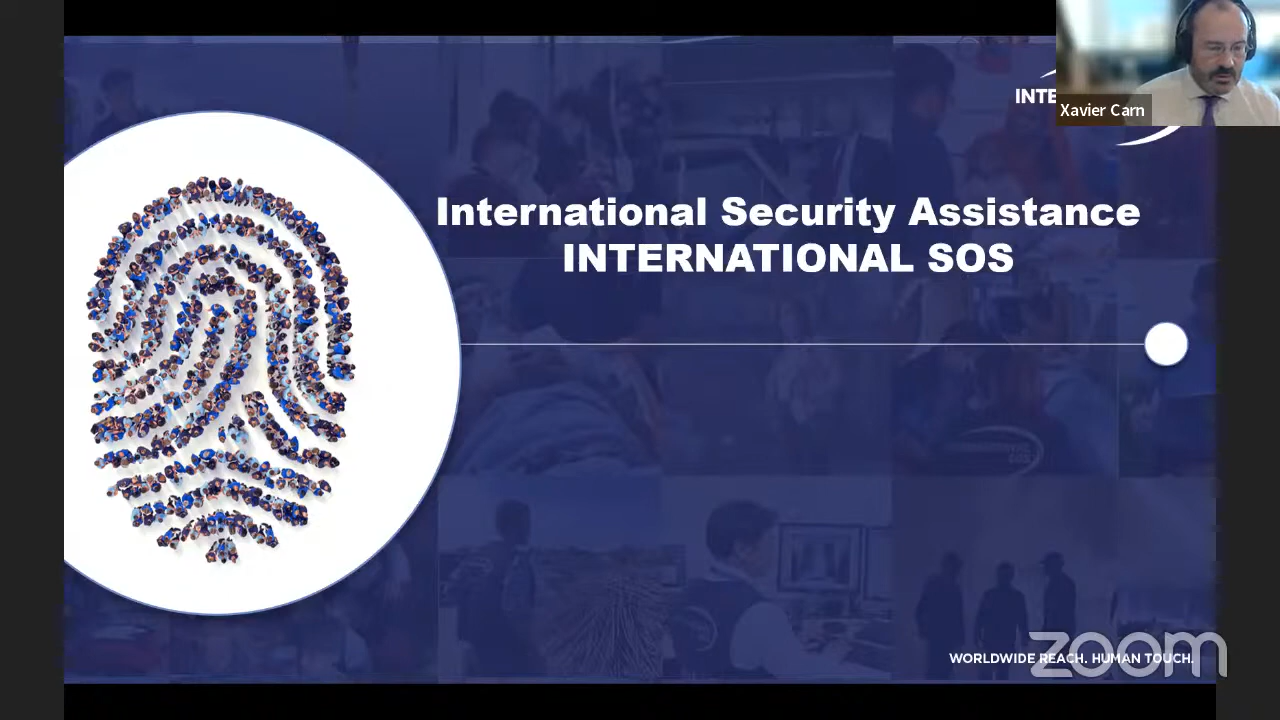 INTE
Xavier Carn
International Security Assistance
INTERNATIONAL SOS
WORLDWIDE REACH. HUMAN TOUCH.
zoom